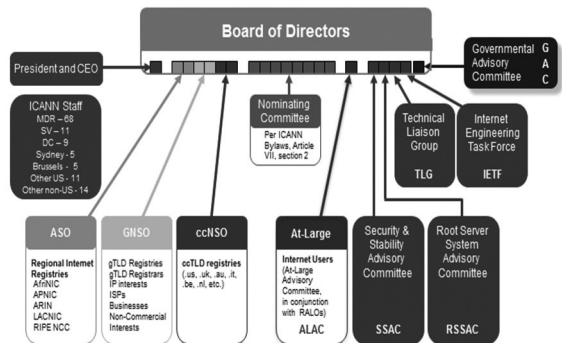 Board of Directors
President and CEO
Governmental
Advisory
Committee
G
A
C
ICANN Staff
MDR – 68
SV – 11
DC – 9
Sydney - 5
Brussels - 5
Other US - 11
Other non-US - 14
Nominating
Committee
Per ICANN
Bylaws, Article
VII, section 2
Technical
Liaison
Group
TLG
Internet
Engineering
Task Force
IETF
ASO
Regional Internet
Registries
AfriNIC
APNIC
ARIN
LACNIC
RIPE NCC
GNSO
gTLD Registries
gTLD Registrars
IP interests
ISPs
Businesses
Non-Commercial
Interests
ccNSO
ccTLD registries
(.us, .uk, .au, .it,
.be, .nl, etc.)
At-Large
Internet Users
(At-Large
Advisory
Committee,
in conjunction
with RALOs)
ALAC
Security &
Stability
Advisory
Committee
SSAC
Root Server
System
Advisory
Committee
RSSAC